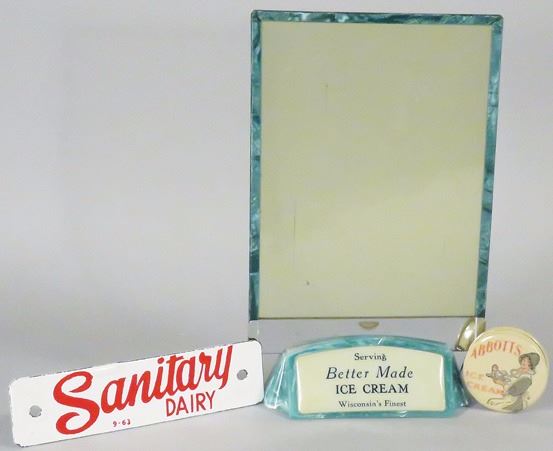 Sanitary
DAIRY
9-63
Serving
Better Made
ICE CREAM
Wisconsin's Finest
ABBOTTS
ICE
CREAM